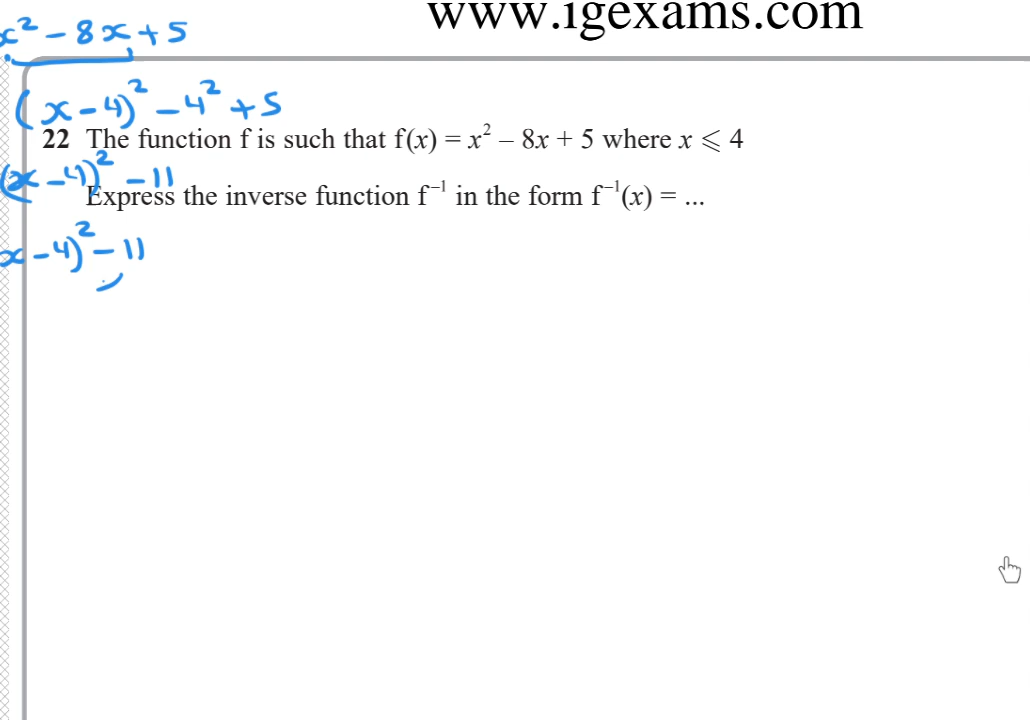 www.igexams.com
x² – 8x + 5
(x – 4)² – 4² + 5
22 The function f is such that f(x) = x² – 8x + 5 where x ⩽ 4
(x – 4)² – 11
Express the inverse function f⁻¹ in the form f⁻¹(x) = ...
x – 4)² – 11